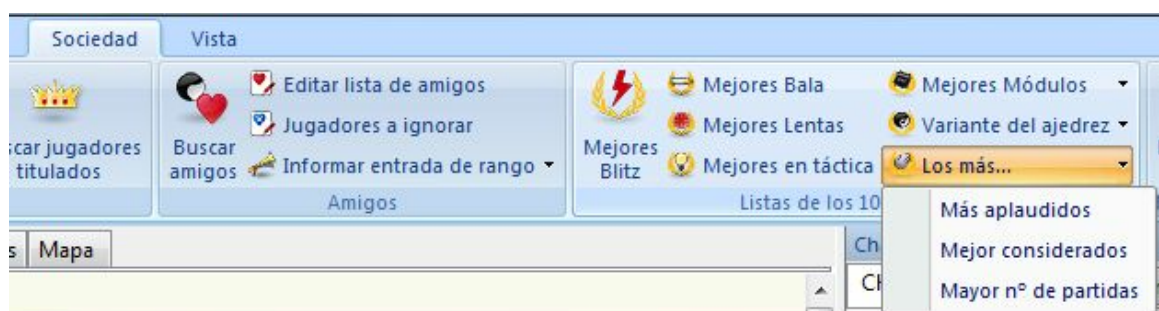 Sociedad Vista
car jugadores
titulados
Buscar
amigos
Editar lista de amigos
Jugadores a ignorar
Informar entrada de rango
Amigos
Mejores
Blitz
Mejores Bala
Mejores Lentas
Mejores en táctica
Mejores Módulos
Variante del ajedrez
Los más...
Listas de los 10
Más aplaudidos
Mejor considerados
Mayor nº de partidas
s Mapa
Ch